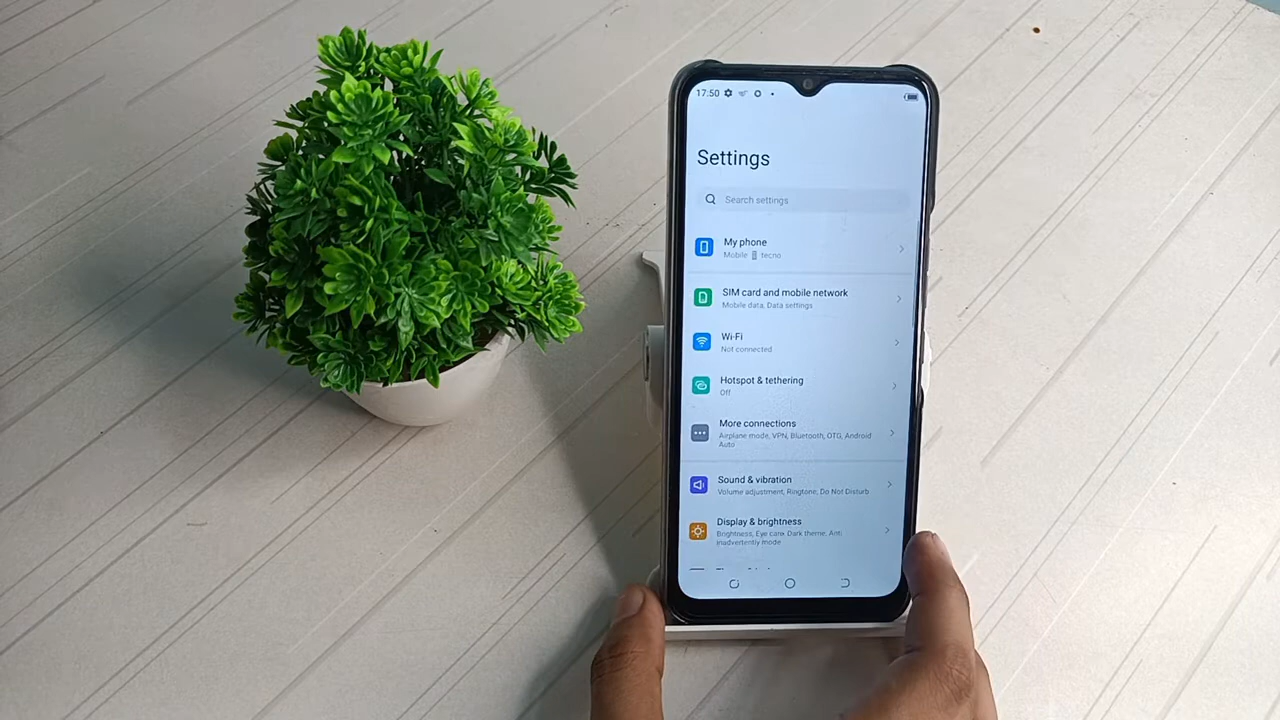 17:50
Settings
Search settings
My phone
Mobile 📱 tecno
SIM card and mobile network
Mobile data, Data settings
Wi-Fi
Not connected
Hotspot & tethering
Off
More connections
Airplane mode, VPN, Bluetooth, OTG, Android
Auto
Sound & vibration
Volume adjustment, Ringtone, Do Not Disturb
Display & brightness
Brightness, Eye care Dark theme, Anti
inadvertently mode